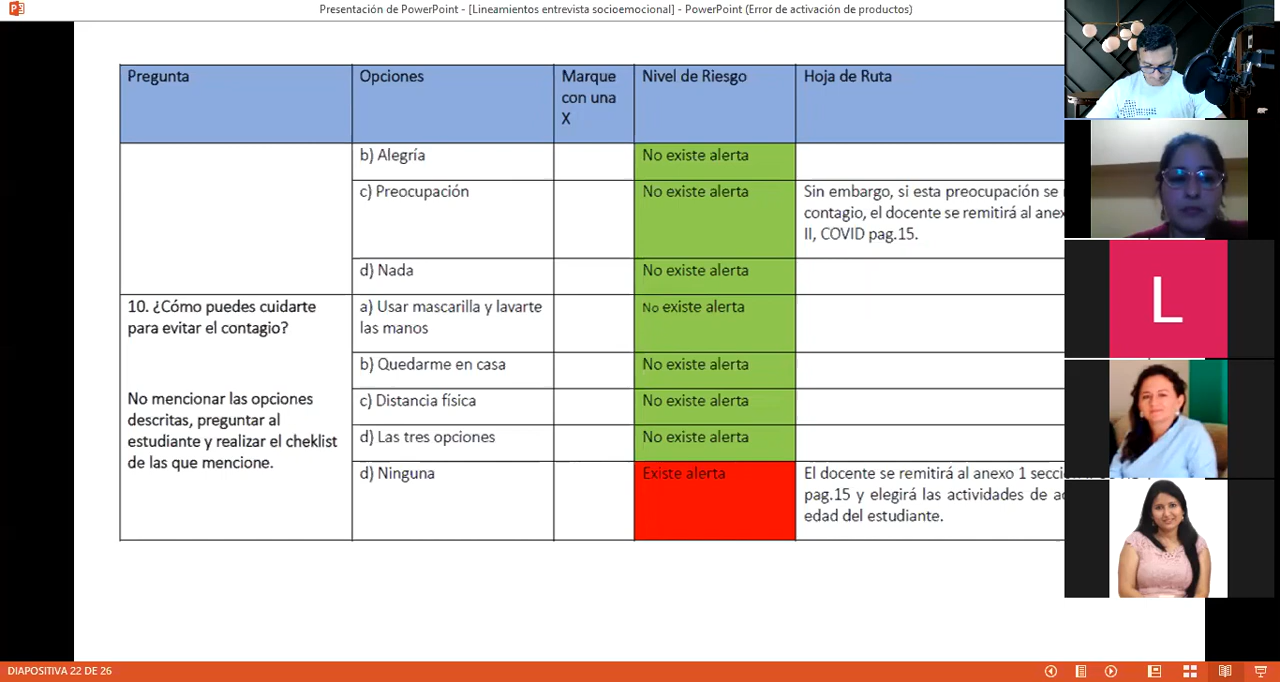 Presentación de PowerPoint - [Lineamientos entrevista socioemocional] - PowerPoint (Error de activación de productos)
Pregunta
Opciones
Marque
con una
X
Nivel de Riesgo
Hoja de Ruta
b) Alegría
No existe alerta
c) Preocupación
No existe alerta
Sin embargo, si esta preocupación se
contagio, el docente se remitirá al
II, COVID pag.15.
d) Nada
No existe alerta
10. ¿Cómo puedes cuidarte
para evitar el contagio?
No mencionar las opciones
descritas, preguntar al
estudiante y realizar el cheklist
de las que mencione.
a) Usar mascarilla y lavarte
las manos
No existe alerta
b) Quedarme en casa
No existe alerta
c) Distancia física
No existe alerta
d) Las tres opciones
No existe alerta
d) Ninguna
Existe alerta
El docente se remitirá al anexo 1
pag.15 y elegirá las actividades de
edad del estudiante.
L
DIAPOSITIVA 22 DE 26